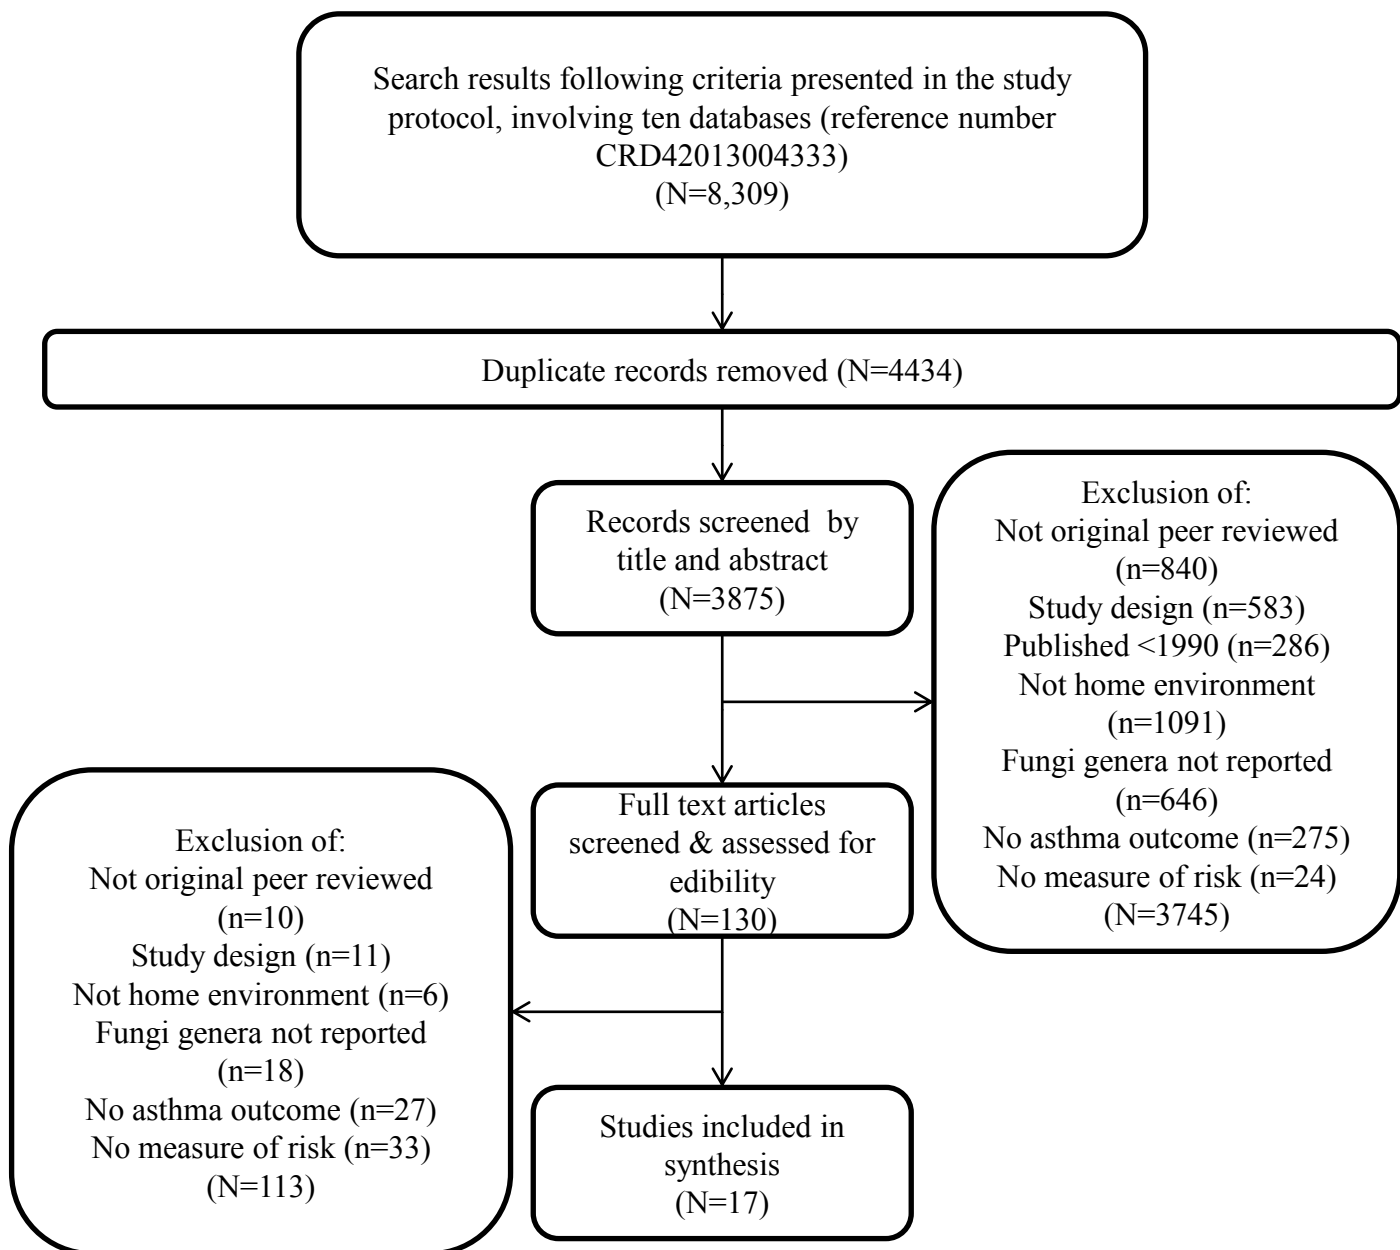 Search results following criteria presented in the study
protocol, involving ten databases (reference number
CRD42013004333)
(N=8,309)
Duplicate records removed (N=4434)
Records screened by
title and abstract
(N=3875)
Exclusion of:
Not original peer reviewed
(n=840)
Study design (n=583)
Published <1990 (n=286)
Not home environment
(n=1091)
Fungi genera not reported
(n=646)
No asthma outcome (n=275)
No measure of risk (n=24)
(N=3745)
Full text articles
screened & assessed for
edibility
(N=130)
Exclusion of:
Not original peer reviewed
(n=10)
Study design (n=11)
Not home environment (n=6)
Fungi genera not reported
(n=18)
No asthma outcome (n=27)
No measure of risk (n=33)
(N=113)
Studies included in
synthesis
(N=17)